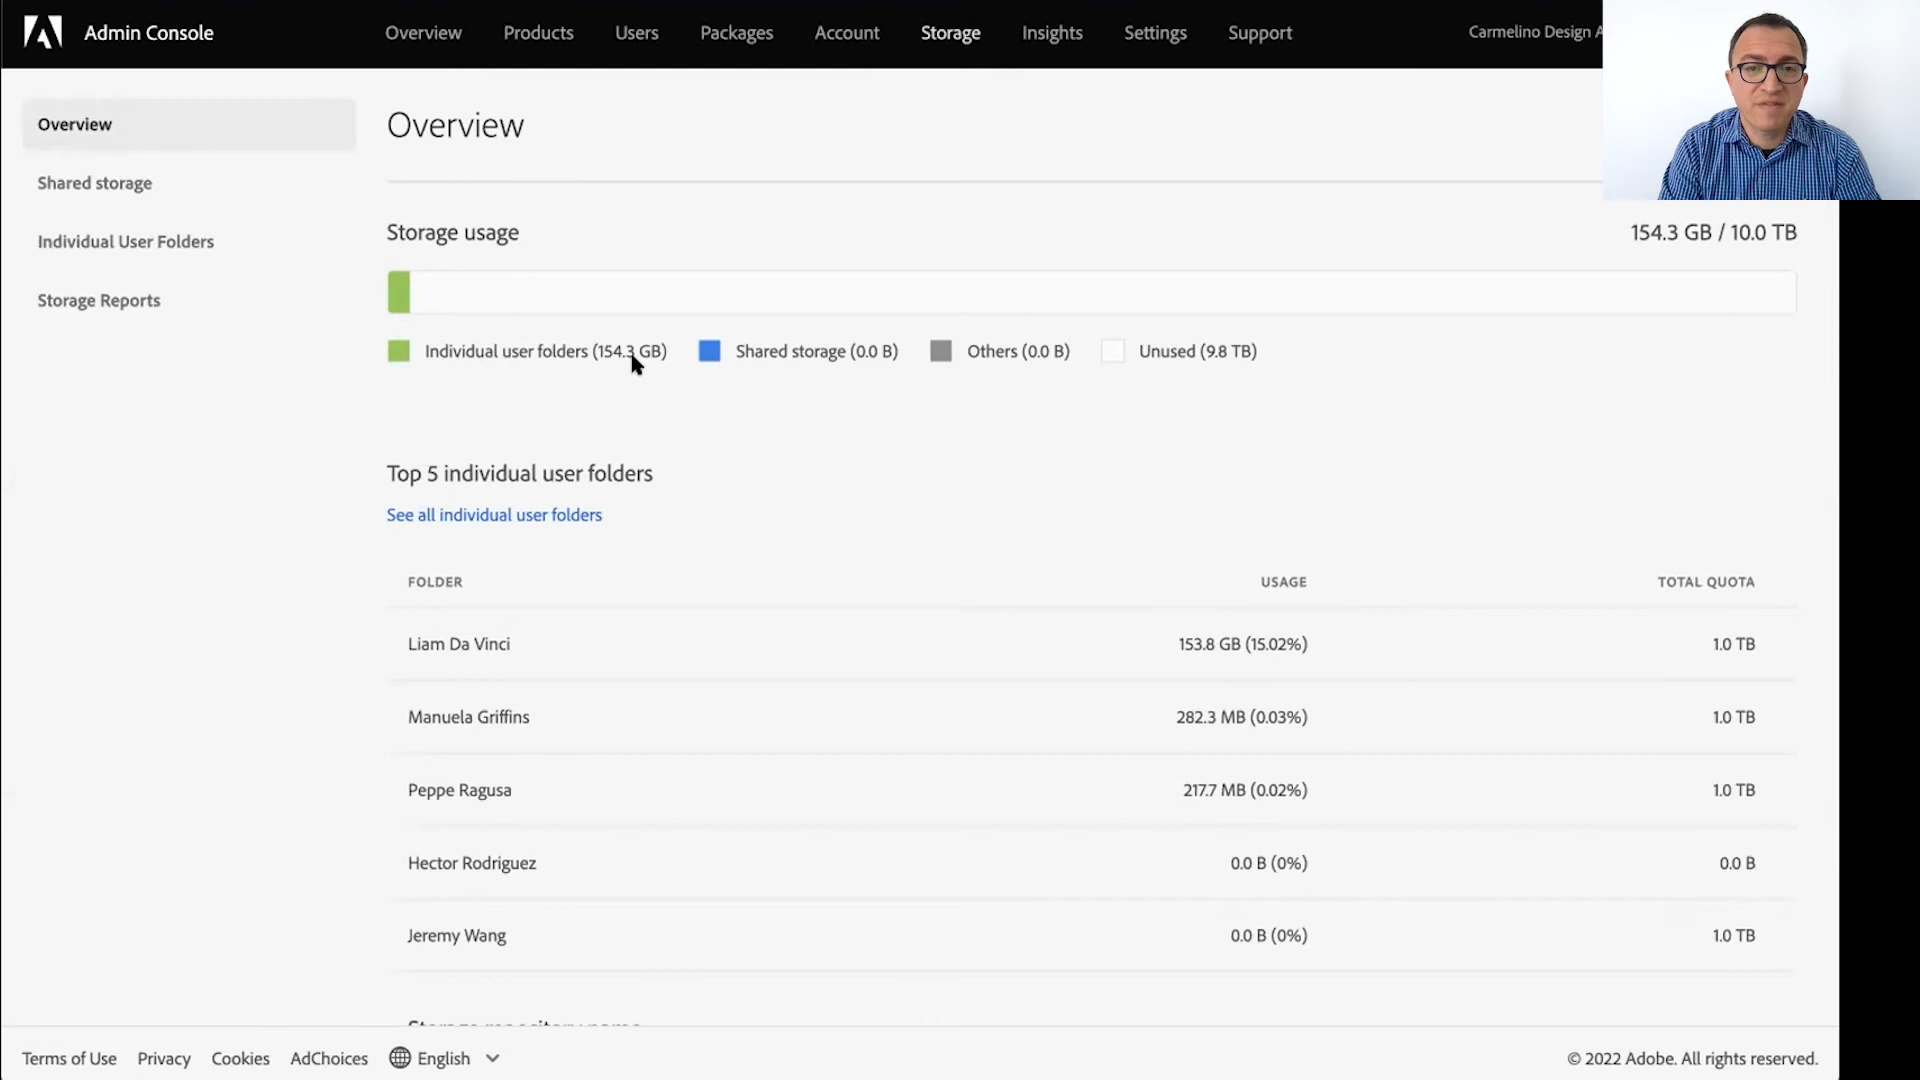 Admin Console Overview Products Users Packages Account Storage Insights Settings Support Carmelino Design A
Overview
Shared storage
Individual User Folders
Storage Reports
Overview
Storage usage 154.3 GB / 10.0 TB
Individual user folders (154.3 GB) Shared storage (0.0 B) Others (0.0 B) Unused (9.8 TB)
Top 5 individual user folders
See all individual user folders
FOLDER USAGE TOTAL QUOTA
Liam Da Vinci 153.8 GB (15.02%) 1.0 TB
Manuela Griffins 282.3 MB (0.03%) 1.0 TB
Peppe Ragusa 217.7 MB (0.02%) 1.0 TB
Hector Rodriguez 0.0 B (0%) 0.0 B
Jeremy Wang 0.0 B (0%) 1.0 TB
Storage repository name
Terms of Use Privacy Cookies AdChoices English © 2022 Adobe. All rights reserved.